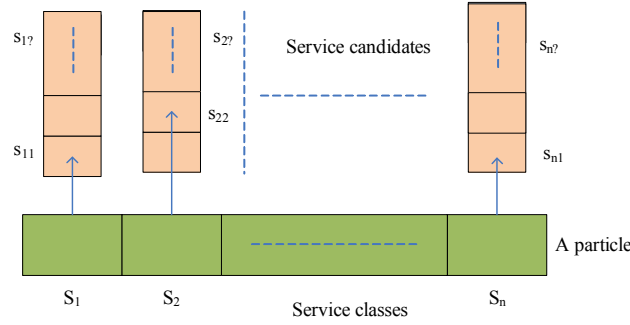 s1? s2? Service candidates sn?
s22
s11 sn1
A particle
S1 S2 Service classes Sn